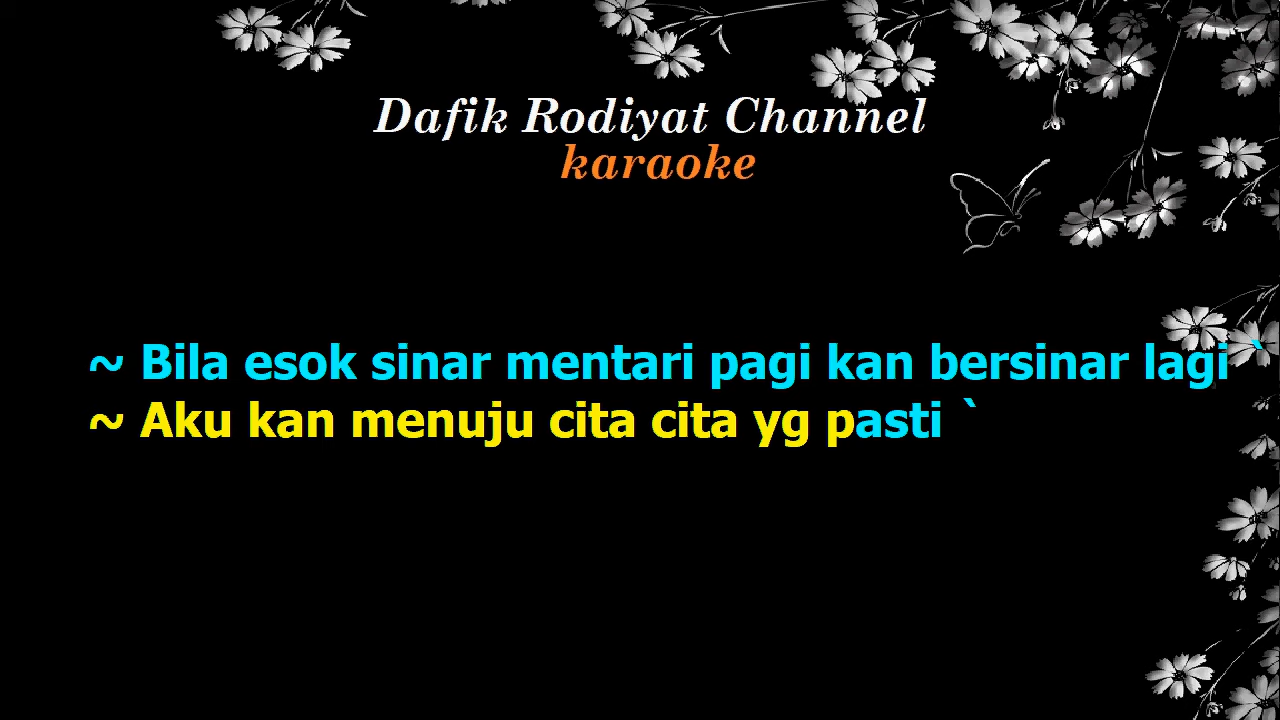 Dafik Rodiyat Channel
karaoke
~ Bila esok sinar mentari pagi kan bersinar lagi `
~ Aku kan menuju cita cita yg pasti `